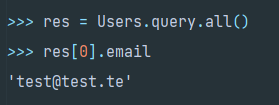 >>> res = Users.query.all()
>>> res[0].email
'test@test.te'